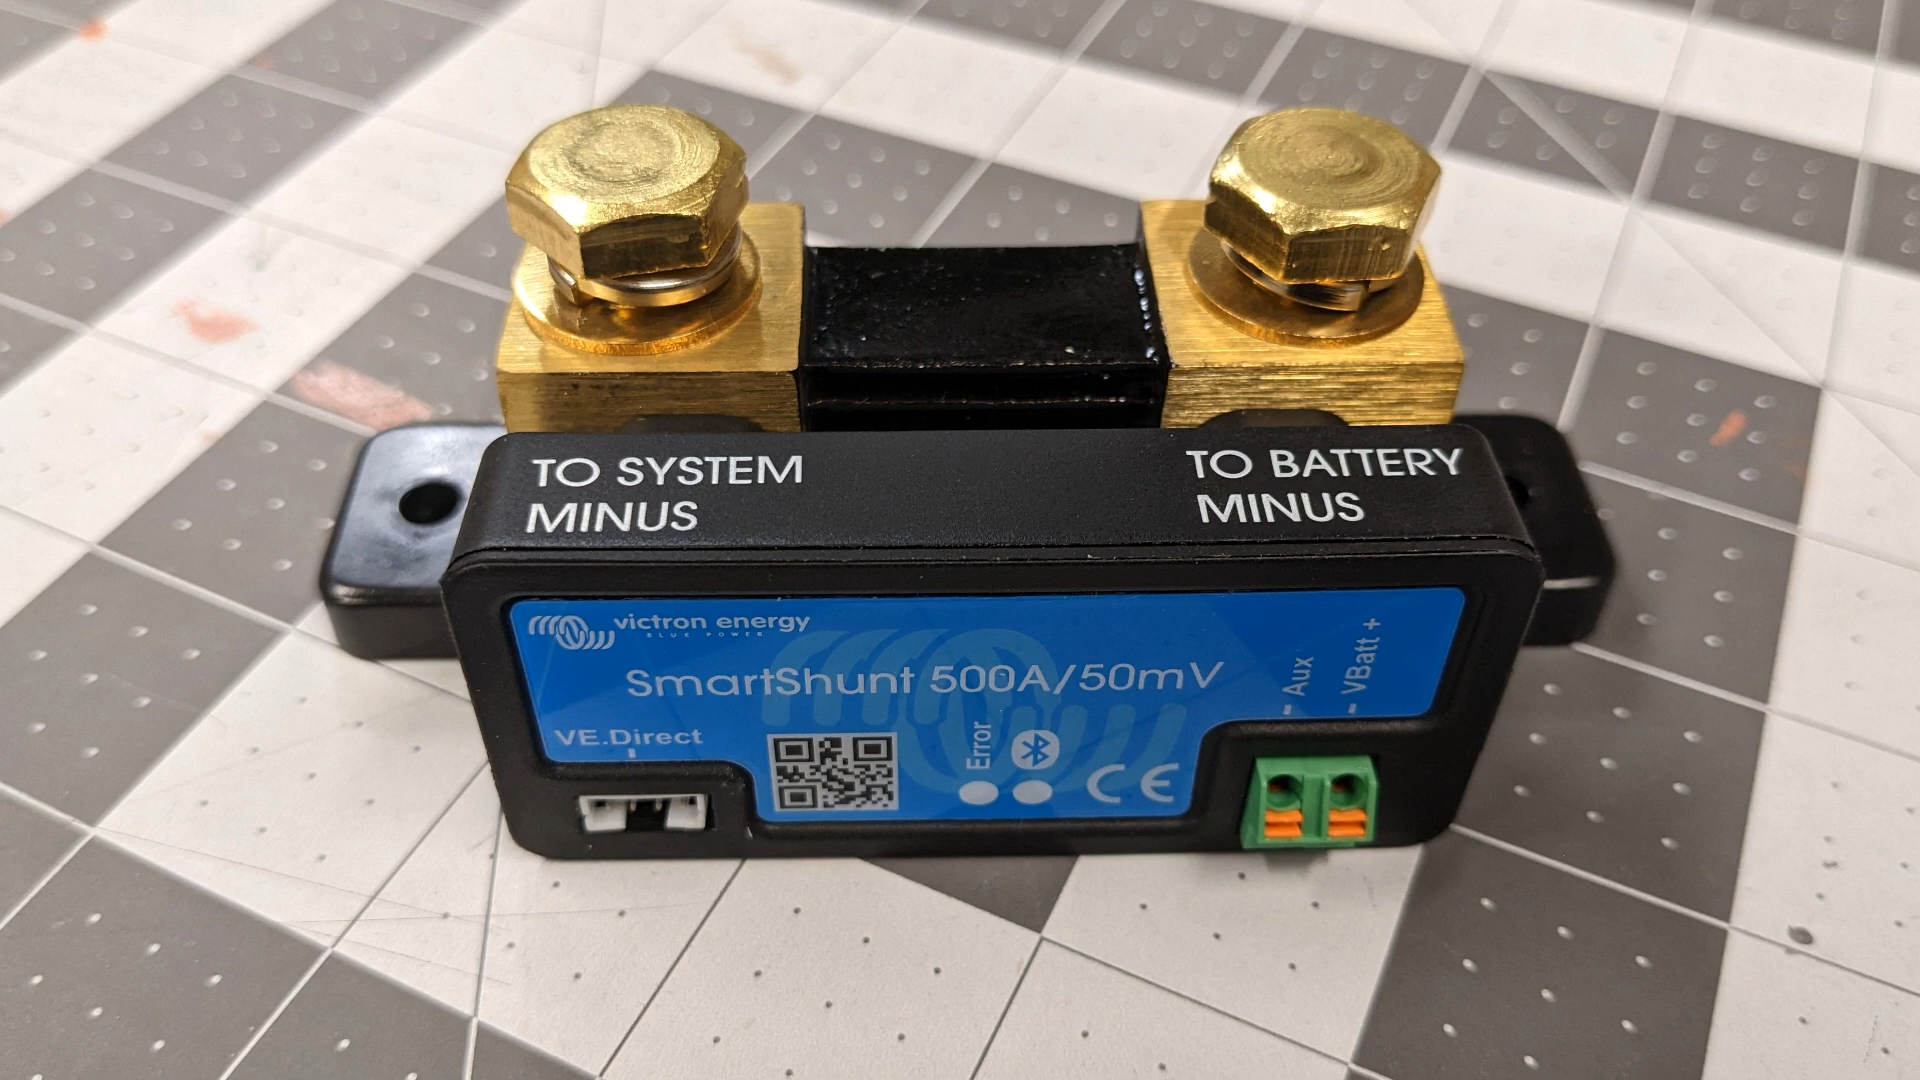 TO SYSTEM
MINUS
TO BATTERY
MINUS
victron energy
BLUE POWER
SmartShunt 500A/50mV
Aux
VBatt +
VE.Direct
Error
CE